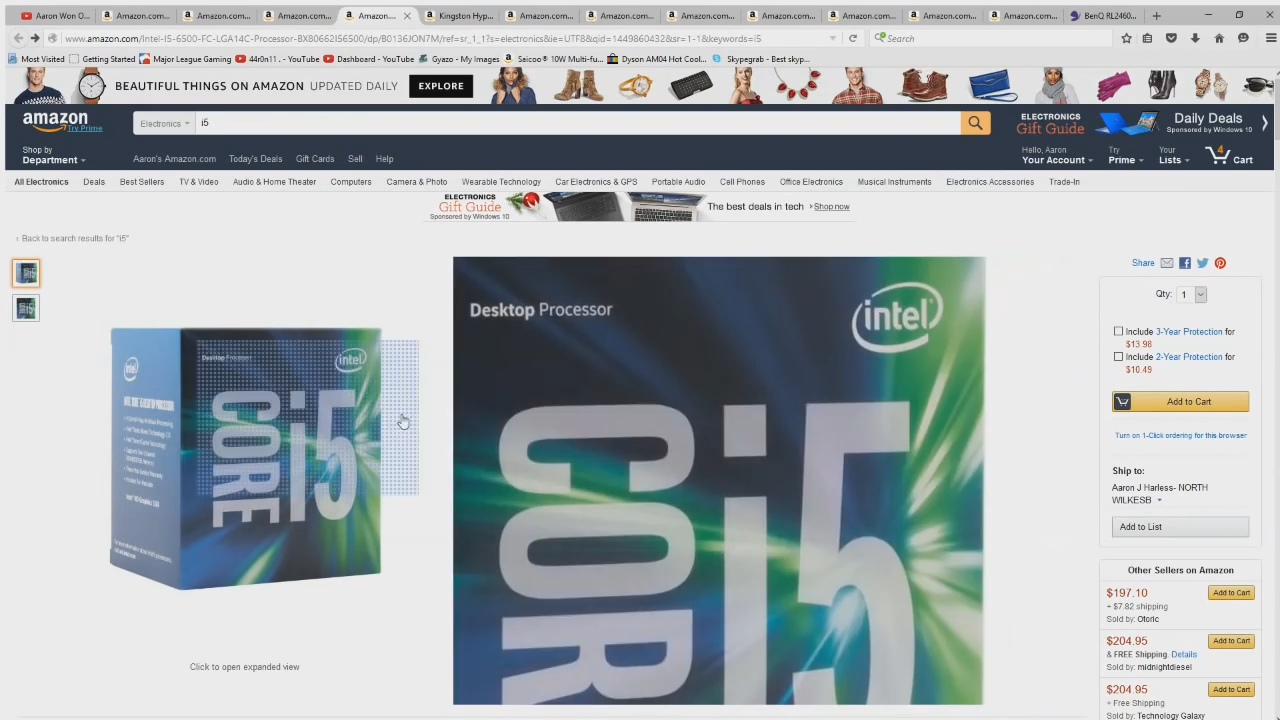 Aaron Won O...
Amazon.com...
Amazon.com...
Amazon.com...
Amazon...
Kingston Hyp...
Amazon.com...
Amazon.com...
Amazon.com...
Amazon.com...
Amazon.com...
Amazon.com...
Amazon.com...
BenQ RL2460...
www.amazon.com/Intel-I5-6500-FC-LGA14C-Processor-BX80662I56500/dp/B0136JON7M/ref=sr_1_1?s=electronics&ie=UTF8&qid=1449860432&sr=1-1&keywords=i5
Search
Most Visited
Getting Started
Major League Gaming
44r0n11 . - YouTube
Dashboard - YouTube
Gyazo - My Images
Saicoo® 10W Multi-fu...
Dyson AM04 Hot Cool...
Skypegrab - Best skyp...
BEAUTIFUL THINGS ON AMAZON UPDATED DAILY
EXPLORE
amazon
Try Prime
Electronics
i5
ELECTRONICS
Gift Guide
Daily Deals
Sponsored by Windows 10
Shop by
Department
Aaron's Amazon.com
Today's Deals
Gift Cards
Sell
Help
Hello, Aaron
Your Account
Try
Prime
Your
Lists
4
Cart
All Electronics
Deals
Best Sellers
TV & Video
Audio & Home Theater
Computers
Camera & Photo
Wearable Technology
Car Electronics & GPS
Portable Audio
Cell Phones
Office Electronics
Musical Instruments
Electronics Accessories
Trade-In
ELECTRONICS
Gift Guide
Sponsored by Windows 10
The best deals in tech
Shop now
‹ Back to search results for "i5"
Desktop Processor
intel
CORE
i5
Click to open expanded view
Desktop Processor
intel
COR
i5
Share
Qty: 1
Include 3-Year Protection for
$13.98
Include 2-Year Protection for
$10.49
Add to Cart
Turn on 1-Click ordering for this browser
Ship to:
Aaron J Harless- NORTH
WILKESB
Add to List
Other Sellers on Amazon
$197.10
Add to Cart
+ $7.82 shipping
Sold by: Otoric
$204.95
Add to Cart
& FREE Shipping. Details
Sold by: midnightdiesel
$204.95
Add to Cart
+ Free Shipping
Sold by: Technology Galaxy